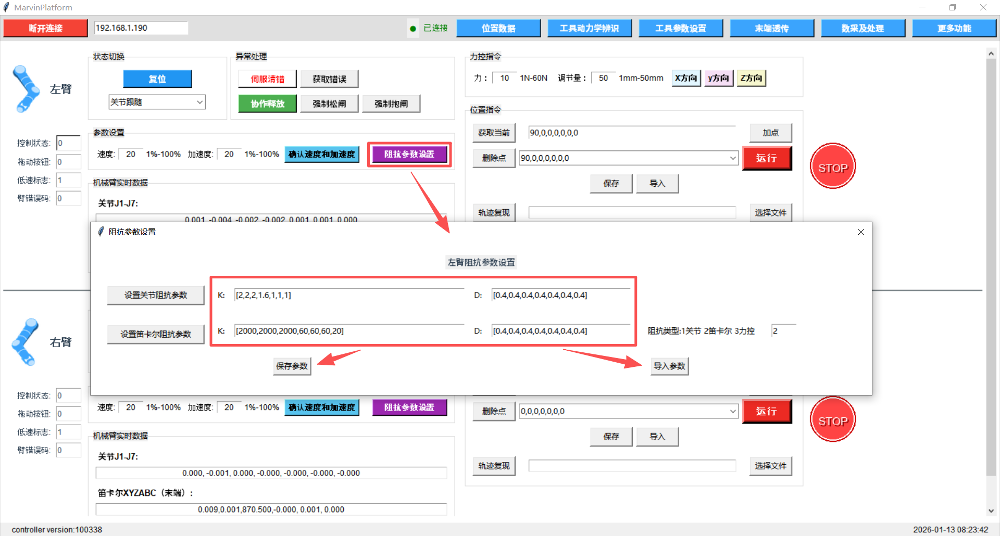 MarvinPlatform
断开连接
192.168.1.190
已连接
位置数据
工具动力学辨识
工具参数设置
末端透传
数采及处理
更多功能
左臂
状态切换
复位
关节跟随
异常处理
伺服清错
获取错误
协作释放
强制松闸
强制抱闸
力控指令
力：
10
1N-60N
调节量：
50
1mm-50mm
X方向
y方向
Z方向
控制状态:
0
拖动按钮:
0
低速标志:
1
臂错误码:
0
参数设置
速度:
20
1%-100%
加速度:
20
1%-100%
确认速度和加速度
阻抗参数设置
位置指令
获取当前
90,0,0,0,0,0,0
加点
删除点
90,0,0,0,0,0,0
运行
保存
导入
轨迹复现
选择文件
STOP
机械臂实时数据
关节J1-J7:
0.001, -0.004, -0.002, -0.002, 0.001, 0.001, 0.000
阻抗参数设置
左臂阻抗参数设置
设置关节阻抗参数
K:
[2,2,2,1.6,1,1,1]
D:
[0.4,0.4,0.4,0.4,0.4,0.4,0.4]
设置笛卡尔阻抗参数
K:
[2000,2000,2000,60,60,60,20]
D:
[0.4,0.4,0.4,0.4,0.4,0.4,0.4]
阻抗类型:1关节 2笛卡尔 3力控
2
保存参数
导入参数
右臂
控制状态:
0
拖动按钮:
0
低速标志:
1
臂错误码:
0
速度:
20
1%-100%
加速度:
20
1%-100%
确认速度和加速度
阻抗参数设置
删除点
0,0,0,0,0,0,0
运行
保存
导入
轨迹复现
选择文件
STOP
机械臂实时数据
关节J1-J7:
0.000, -0.001, 0.000, -0.000, -0.000, -0.000, -0.000
笛卡尔XYZABC（末端）:
0.009,0.001,870.500,-0.000, 0.001, 0.000
controller version:100338
2026-01-13 08:23:42